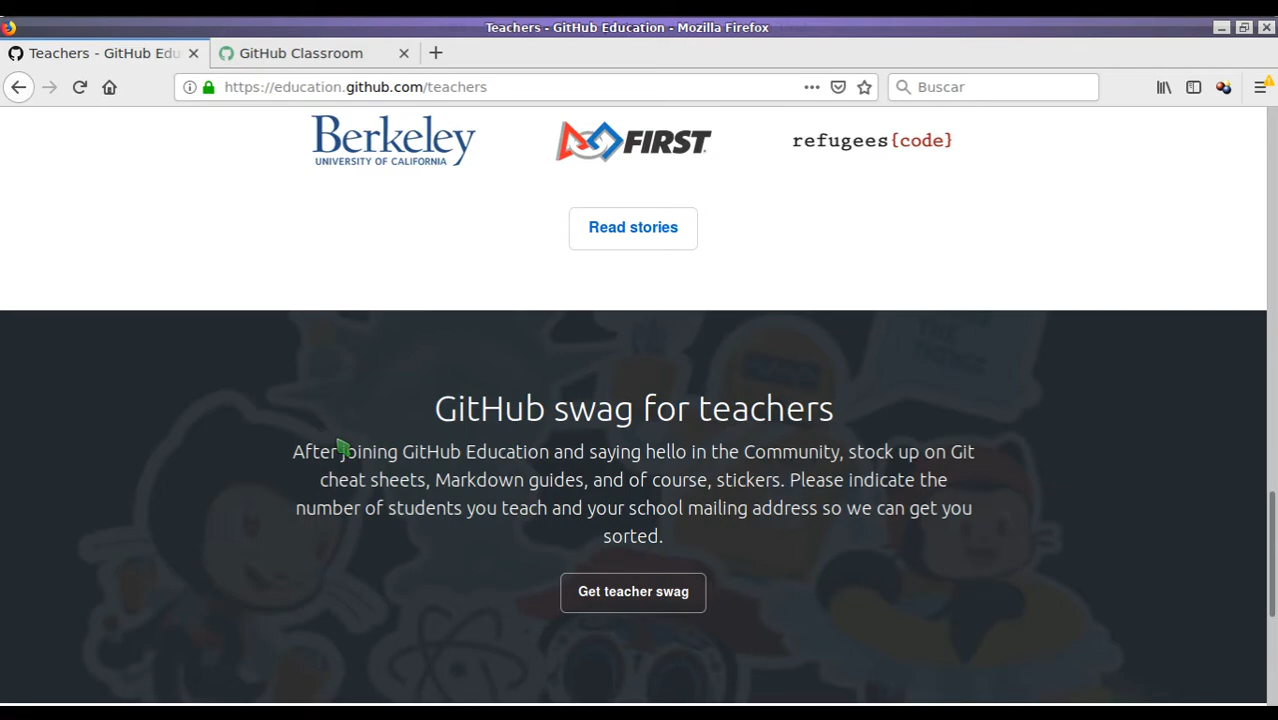 Teachers - GitHub Education - Mozilla Firefox
Teachers - GitHub Edu
GitHub Classroom
https://education.github.com/teachers
Buscar
Berkeley
UNIVERSITY OF CALIFORNIA
FIRST
refugees{code}
Read stories
THE
THINGS
GitHub swag for teachers
After joining GitHub Education and saying hello in the Community, stock up on Git
cheat sheets, Markdown guides, and of course, stickers. Please indicate the
number of students you teach and your school mailing address so we can get you
sorted.
Get teacher swag